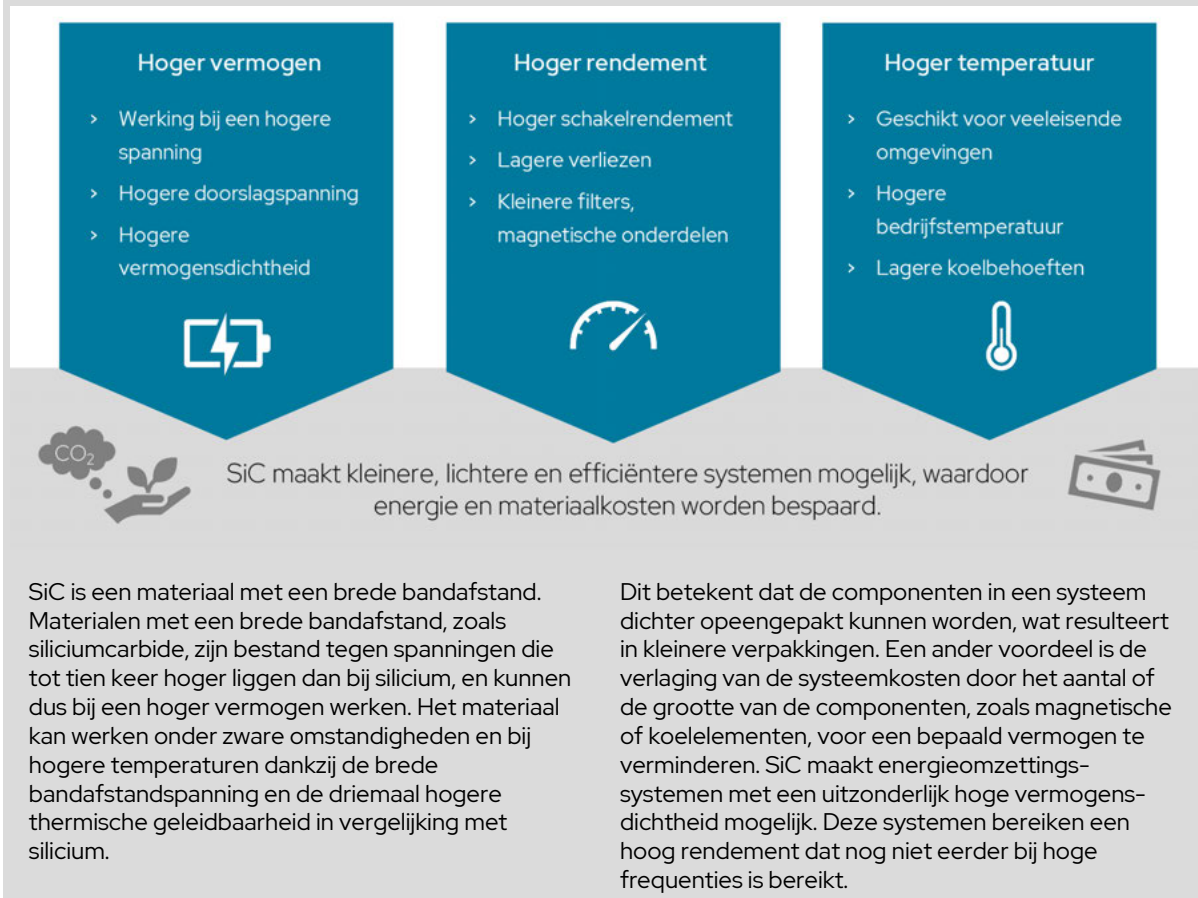 Hoger vermogen
> Werking bij een hogere
spanning
> Hogere doorslagspanning
> Hogere
vermogensdichtheid
Hoger rendement
> Hoger schakelrendement
> Lagere verliezen
> Kleinere filters,
magnetische onderdelen
Hoger temperatuur
> Geschikt voor veeleisende
omgevingen
> Hogere
bedrijfstemperatuur
> Lagere koelbehoeften
CO₂
SiC maakt kleinere, lichtere en efficiëntere systemen mogelijk, waardoor
energie en materiaalkosten worden bespaard.
SiC is een materiaal met een brede bandafstand.
Materialen met een brede bandafstand, zoals
siliciumcarbide, zijn bestand tegen spanningen die
tot tien keer hoger liggen dan bij silicium, en kunnen
dus bij een hoger vermogen werken. Het materiaal
kan werken onder zware omstandigheden en bij
hogere temperaturen dankzij de brede
bandafstandspanning en de driemaal hogere
thermische geleidbaarheid in vergelijking met
silicium.
Dit betekent dat de componenten in een systeem
dichter opeengepakt kunnen worden, wat resulteert
in kleinere verpakkingen. Een ander voordeel is de
verlaging van de systeemkosten door het aantal of
de grootte van de componenten, zoals magnetische
of koelelementen, voor een bepaald vermogen te
verminderen. SiC maakt energieomzettings-
systemen met een uitzonderlijk hoge vermogens-
dichtheid mogelijk. Deze systemen bereiken een
hoog rendement dat nog niet eerder bij hoge
frequenties is bereikt.